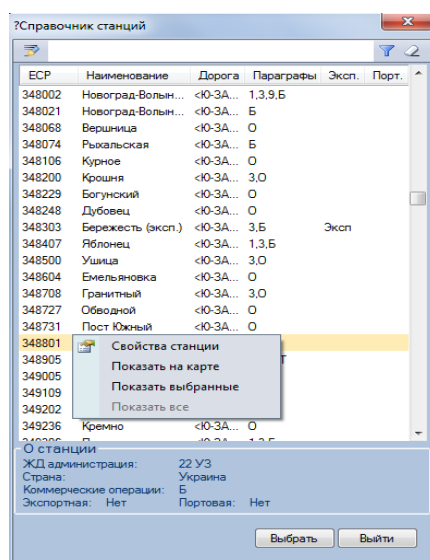 ?Справочник станций
ЕСР Наименование Дорога Параграфы Эксп. Порт.
348002 Новоград-Волын... <Ю-ЗА... 1,3,9,Б
348021 Новоград-Волын... <Ю-ЗА... Б
348068 Вершница <Ю-ЗА... О
348074 Рыхальская <Ю-ЗА... Б
348106 Курное <Ю-ЗА... О
348200 Крошня <Ю-ЗА... 3,О
348229 Богунский <Ю-ЗА... О
348248 Дубовец <Ю-ЗА... О
348303 Бережесть (эксп.) <Ю-ЗА... 3,Б Эксп
348407 Яблонец <Ю-ЗА... 1,3,Б
348500 Ушица <Ю-ЗА... 3,О
348604 Емельяновка <Ю-ЗА... О
348708 Гранитный <Ю-ЗА... 3,О
348727 Обводной <Ю-ЗА... О
348731 Пост Южный <Ю-ЗА... О
348801 Свойства станции
348905 Показать на карте
349005 Показать выбранные
349109
349202 Показать все
349236 Кремно <Ю-ЗА... О
О станции
ЖД администрация: 22 УЗ
Страна: Украина
Коммерческие операции: Б
Экспортная: Нет Портовая: Нет
Выбрать Выйти